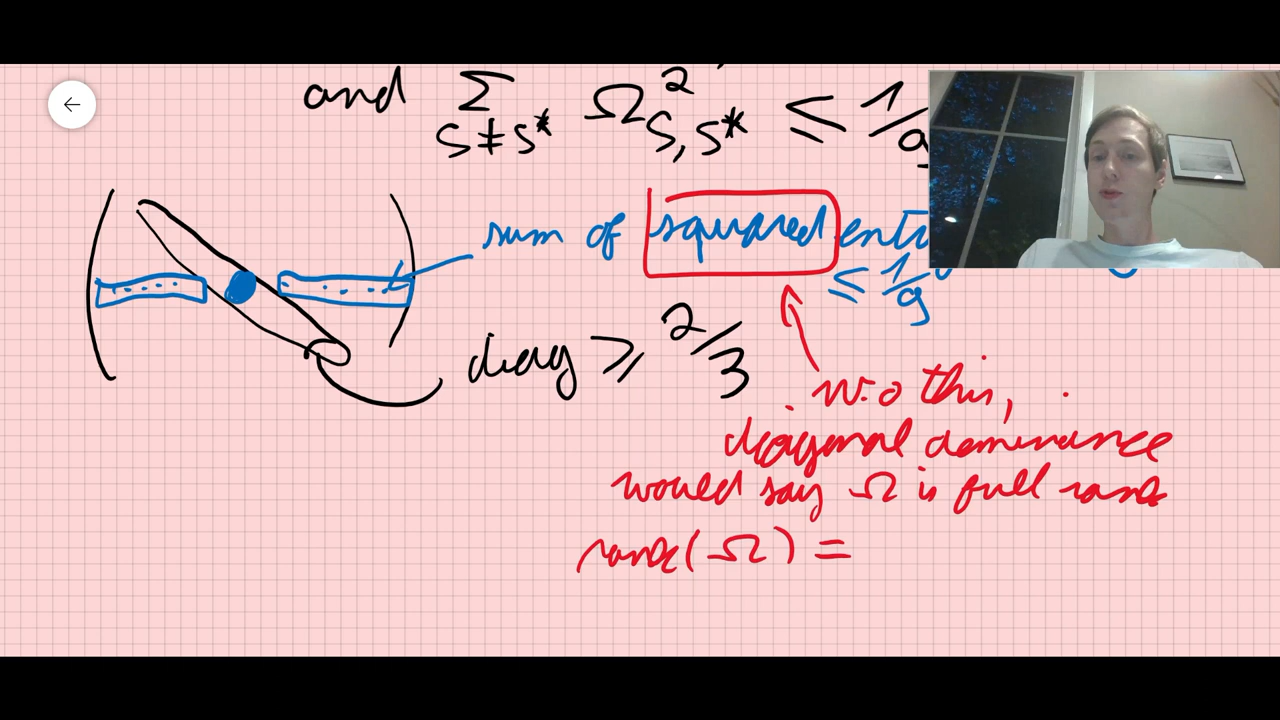 and Σ Ω²
S≠S* S,S* ≤ 1/9
sum of squared
≤ 1/9
diag ≥ 2/3
w.o this,
diagonal dominance
would say Ω is full rank
rank(Ω) =